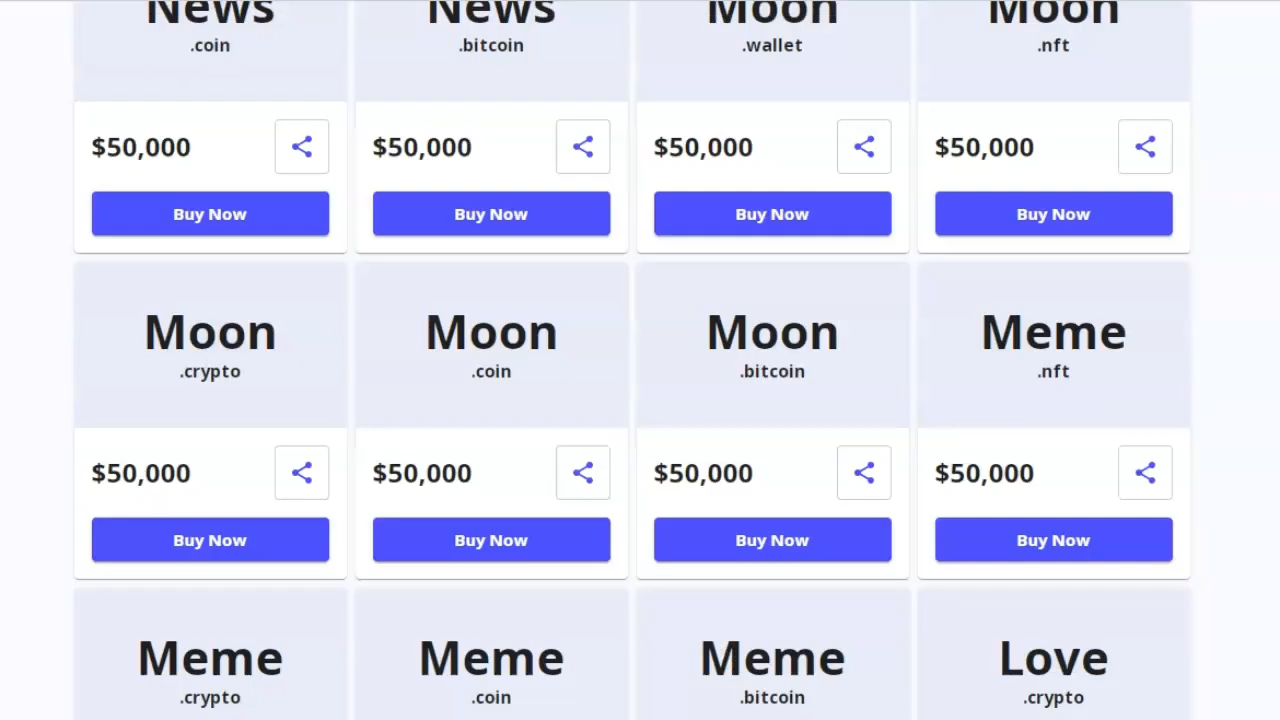 News
News
Moon
Moon
.coin
.bitcoin
.wallet
.nft
$50,000
$50,000
$50,000
$50,000
Buy Now
Buy Now
Buy Now
Buy Now
Moon
Moon
Moon
Meme
.crypto
.coin
.bitcoin
.nft
$50,000
$50,000
$50,000
$50,000
Buy Now
Buy Now
Buy Now
Buy Now
Meme
Meme
Meme
Love
.crypto
.coin
.bitcoin
.crypto